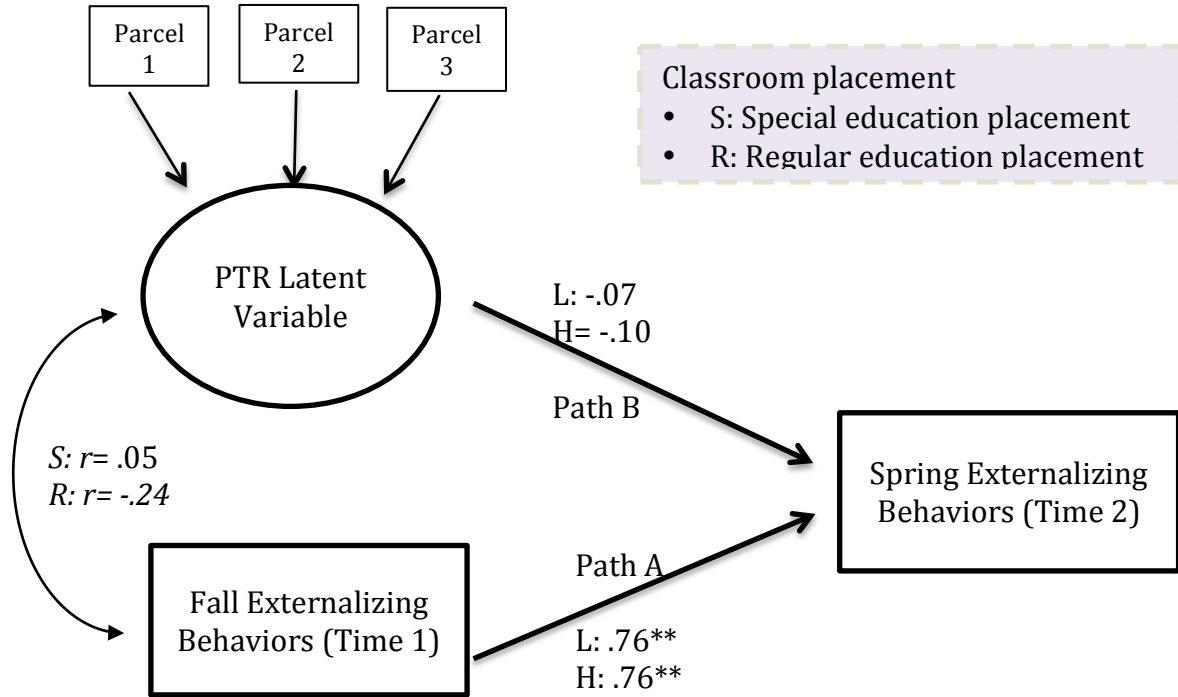 Parcel
1
Parcel
2
Parcel
3
Classroom placement
• S: Special education placement
• R: Regular education placement
PTR Latent
Variable
L: -.07
H= -.10
Path B
S: r= .05
R: r= -.24
Spring Externalizing
Behaviors (Time 2)
Path A
Fall Externalizing
Behaviors (Time 1)
L: .76**
H: .76**